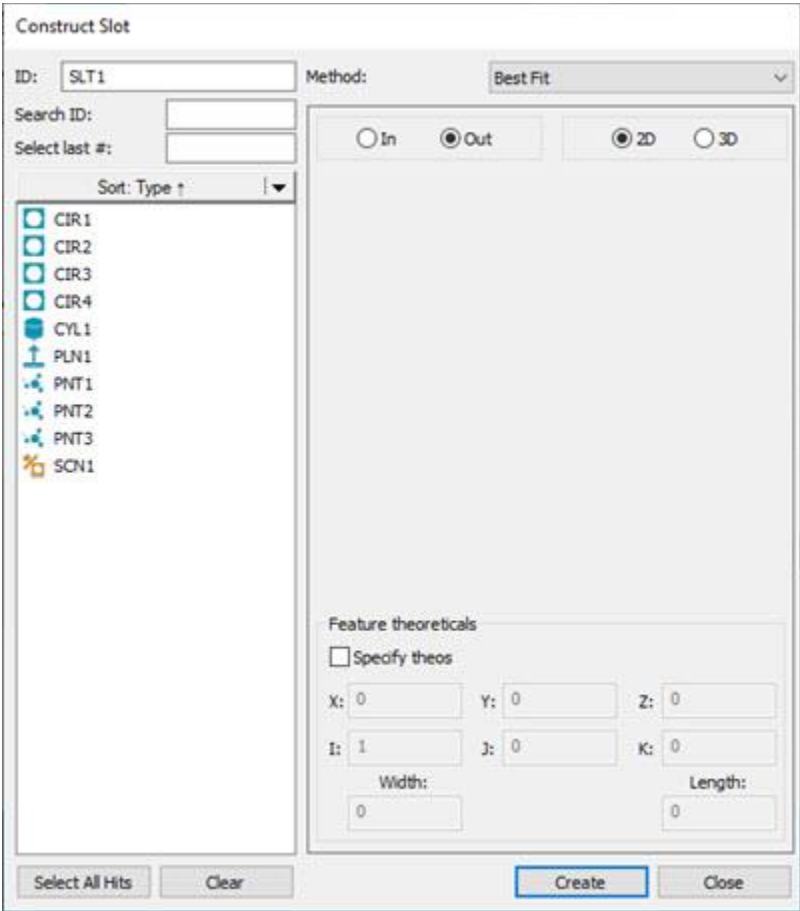 Construct Slot
ID: SLT1 Method: Best Fit
Search ID:
Select last #:
In Out 2D 3D
Sort: Type ↑
CIR1
CIR2
CIR3
CIR4
CYL1
PLN1
PNT1
PNT2
PNT3
SCN1
Feature theoreticals
Specify theos
X: 0 Y: 0 Z: 0
I: 1 J: 0 K: 0
Width: Length:
0 0
Select All Hits Clear Create Close